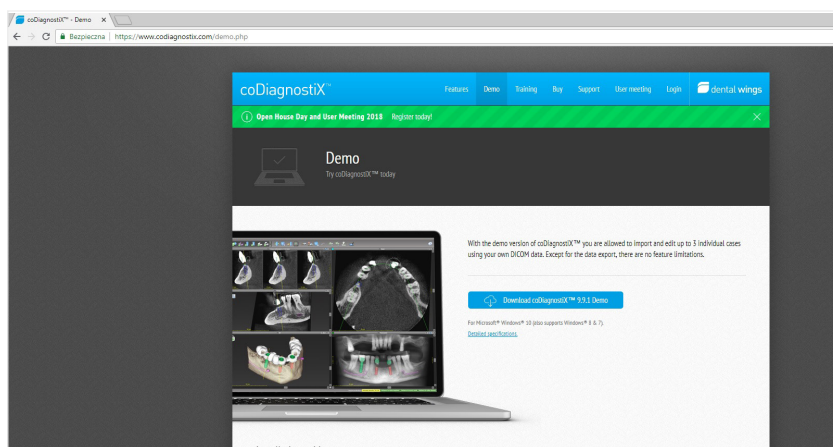 coDiagnostiX™ - Demo
Bezpieczna https://www.codiagnostix.com/demo.php
coDiagnostiX™ Features Demo Training Buy Support User meeting Login dental wings
Open House Day and User Meeting 2018 Register today!
Demo
Try coDiagnostiX™ today
With the demo version of coDiagnostiX™ you are allowed to import and edit up to 3 individual cases
using your own DICOM data. Except for the data export, there are no feature limitations.
Download coDiagnostiX™ 9.9.1 Demo
For Microsoft® Windows® 10 (also supports Windows® 8 & 7).
Detailed specifications.